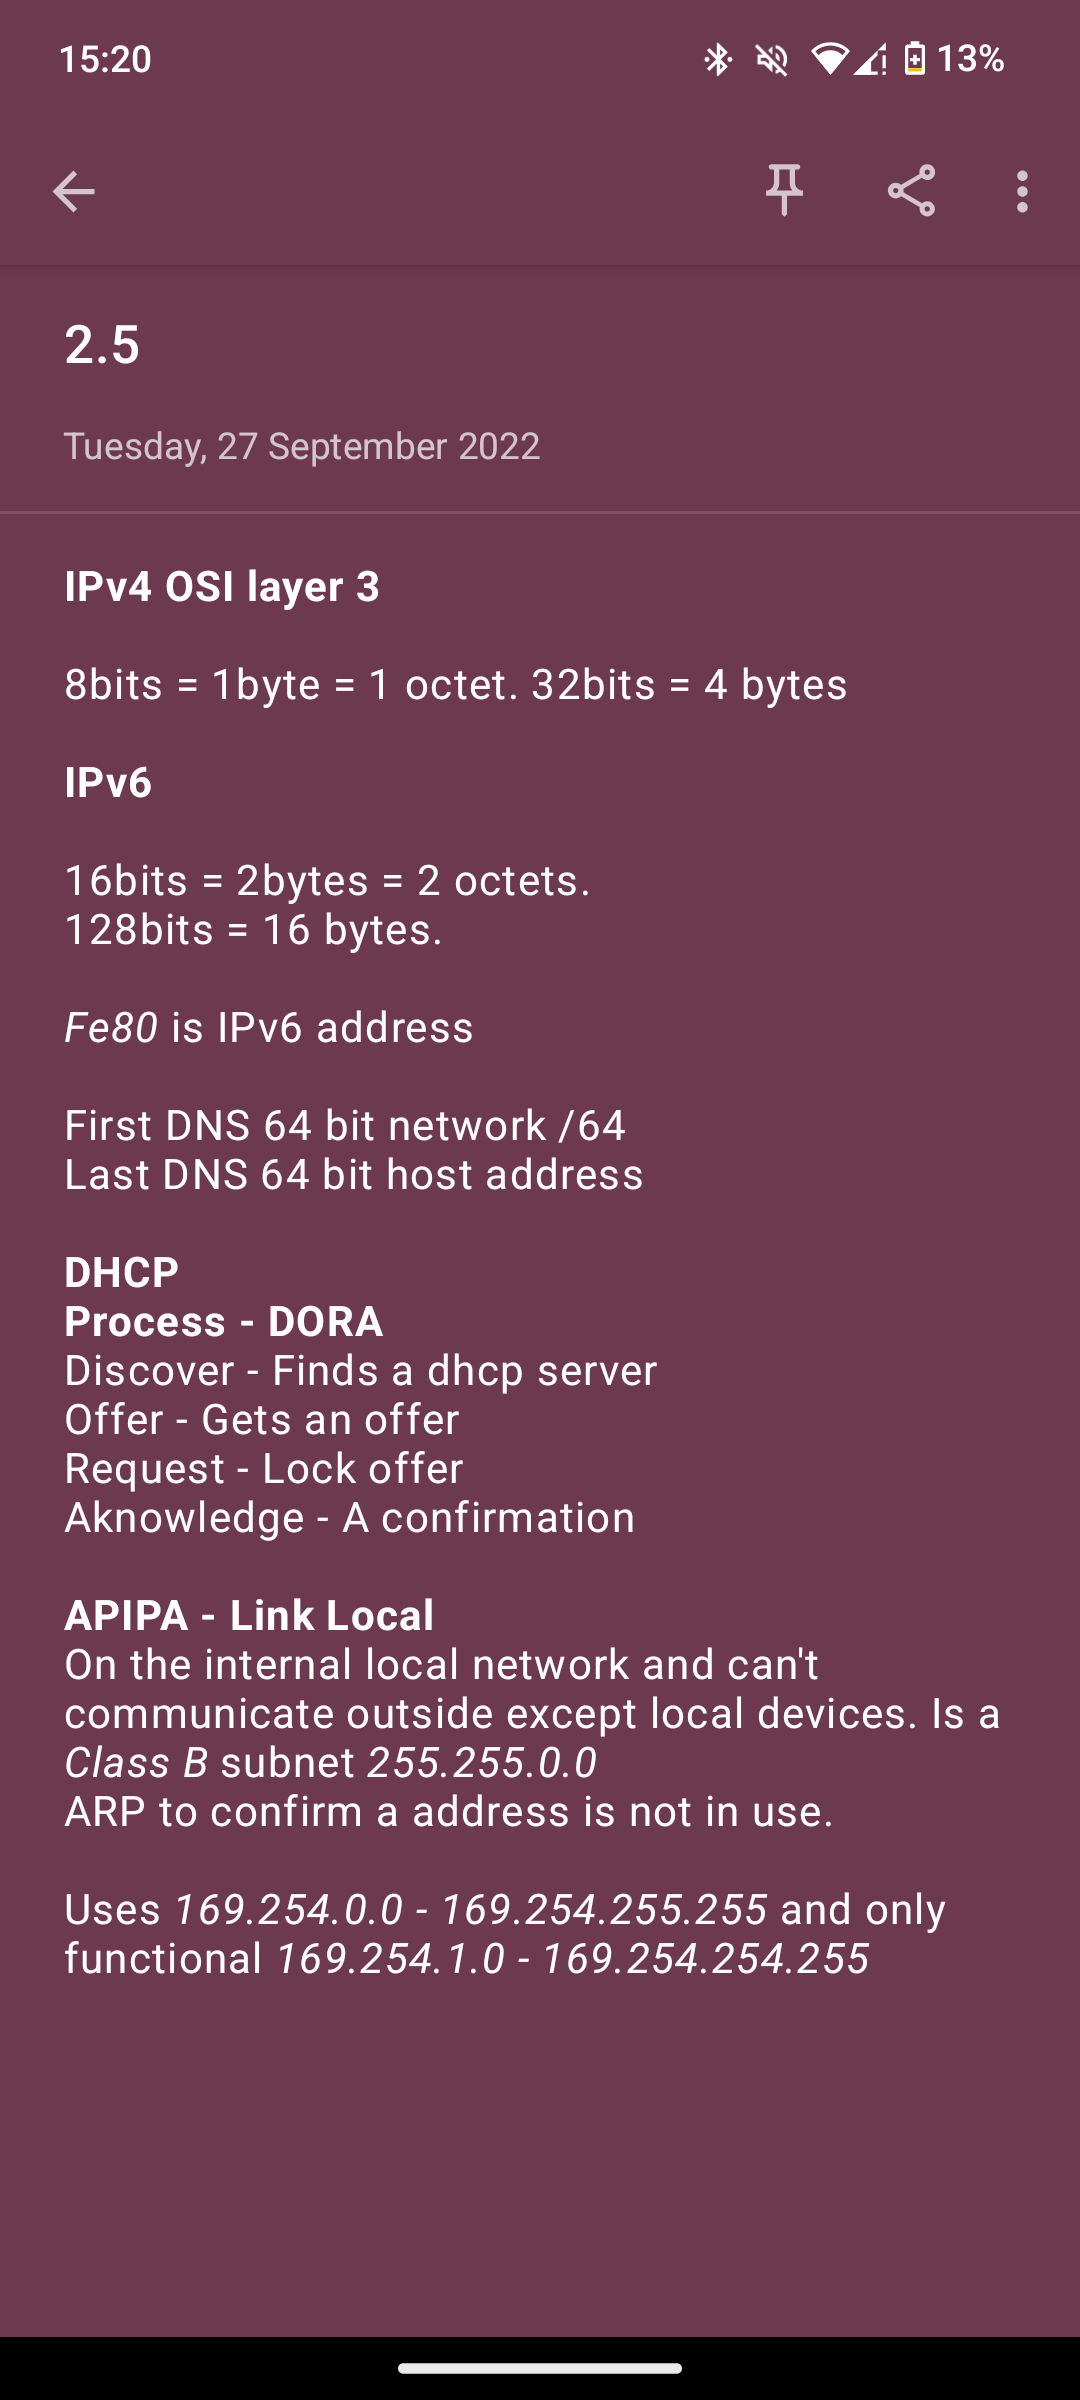 15:20
13%
2.5
Tuesday, 27 September 2022
IPv4 OSI layer 3
8bits = 1byte = 1 octet. 32bits = 4 bytes
IPv6
16bits = 2bytes = 2 octets.
128bits = 16 bytes.
Fe80 is IPv6 address
First DNS 64 bit network /64
Last DNS 64 bit host address
DHCP
Process - DORA
Discover - Finds a dhcp server
Offer - Gets an offer
Request - Lock offer
Aknowledge - A confirmation
APIPA - Link Local
On the internal local network and can't
communicate outside except local devices. Is a
Class B subnet 255.255.0.0
ARP to confirm a address is not in use.
Uses 169.254.0.0 - 169.254.255.255 and only
functional 169.254.1.0 - 169.254.254.255